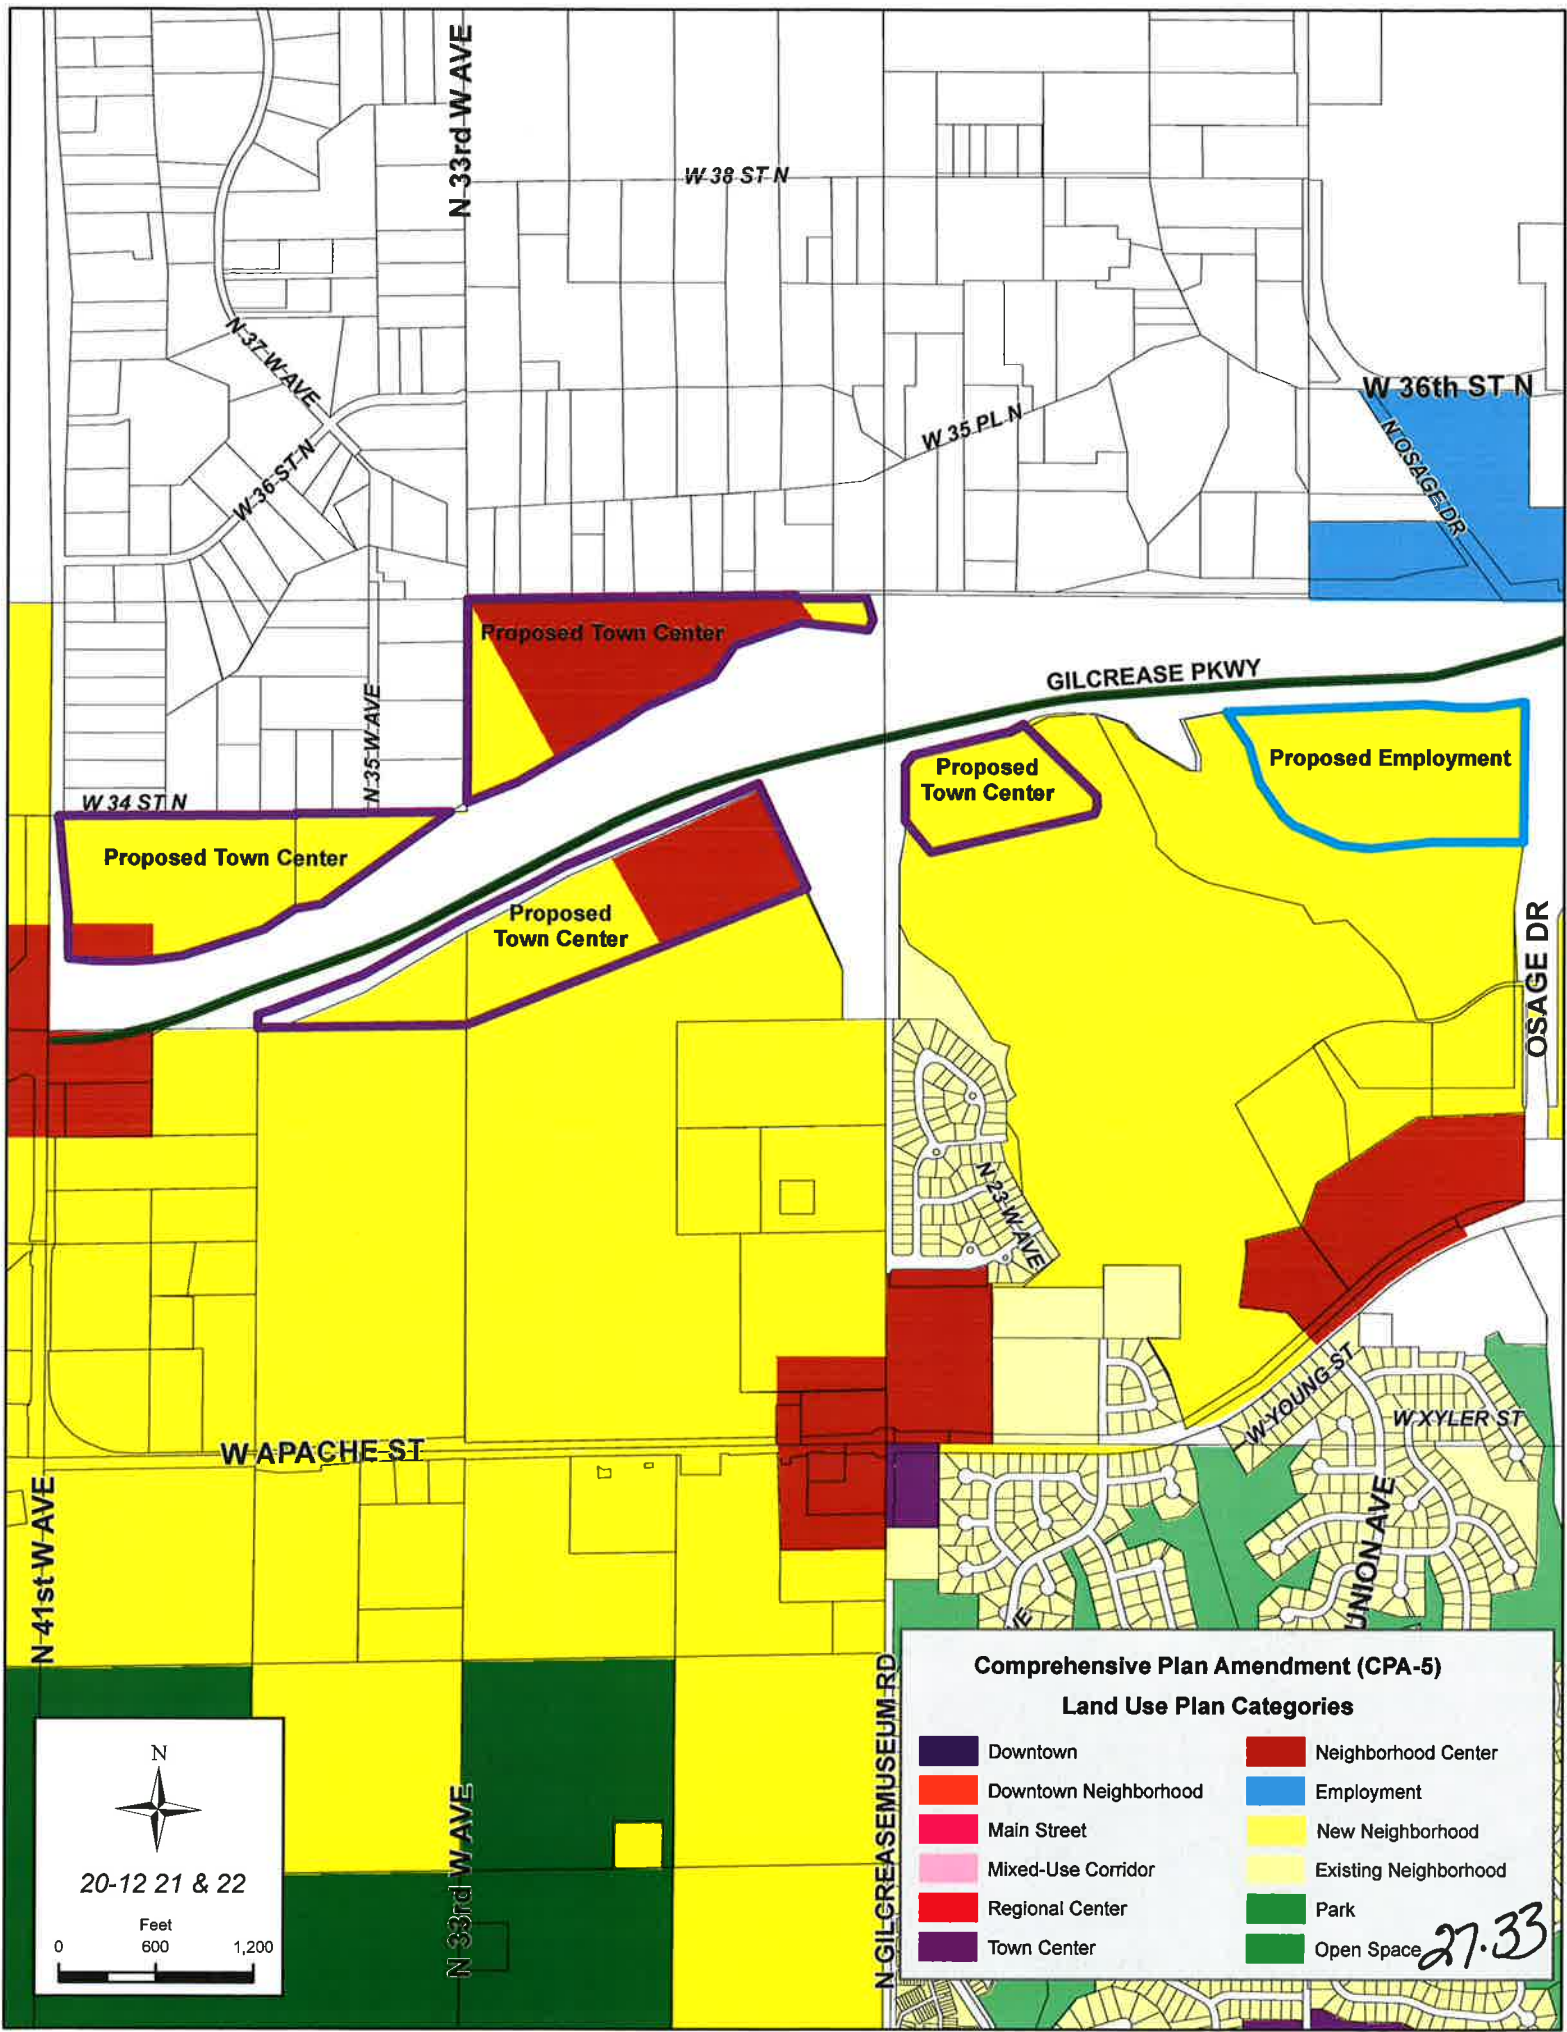 N 33rd W AVE
W 38 ST N
N 37 W AVE
W 36th ST N
W 35 PL N
N OSAGE DR
W 36 ST N
Proposed Town Center
GILCREASE PKWY
N 35 W AVE
Proposed Employment
Proposed
Town Center
W 34 ST N
Proposed Town Center
Proposed
Town Center
OSAGE DR
N 23 W AVE
W YOUNG ST
W XYLER ST
W APACHE ST
N 41st W AVE
UNION AVE
VE
N GILCREASEMUSEUM RD
N 33rd W AVE
N
20-12 21 & 22
Feet
0 600 1,200
Comprehensive Plan Amendment (CPA-5)
Land Use Plan Categories
Downtown
Downtown Neighborhood
Main Street
Mixed-Use Corridor
Regional Center
Town Center
Neighborhood Center
Employment
New Neighborhood
Existing Neighborhood
Park
Open Space
27.33